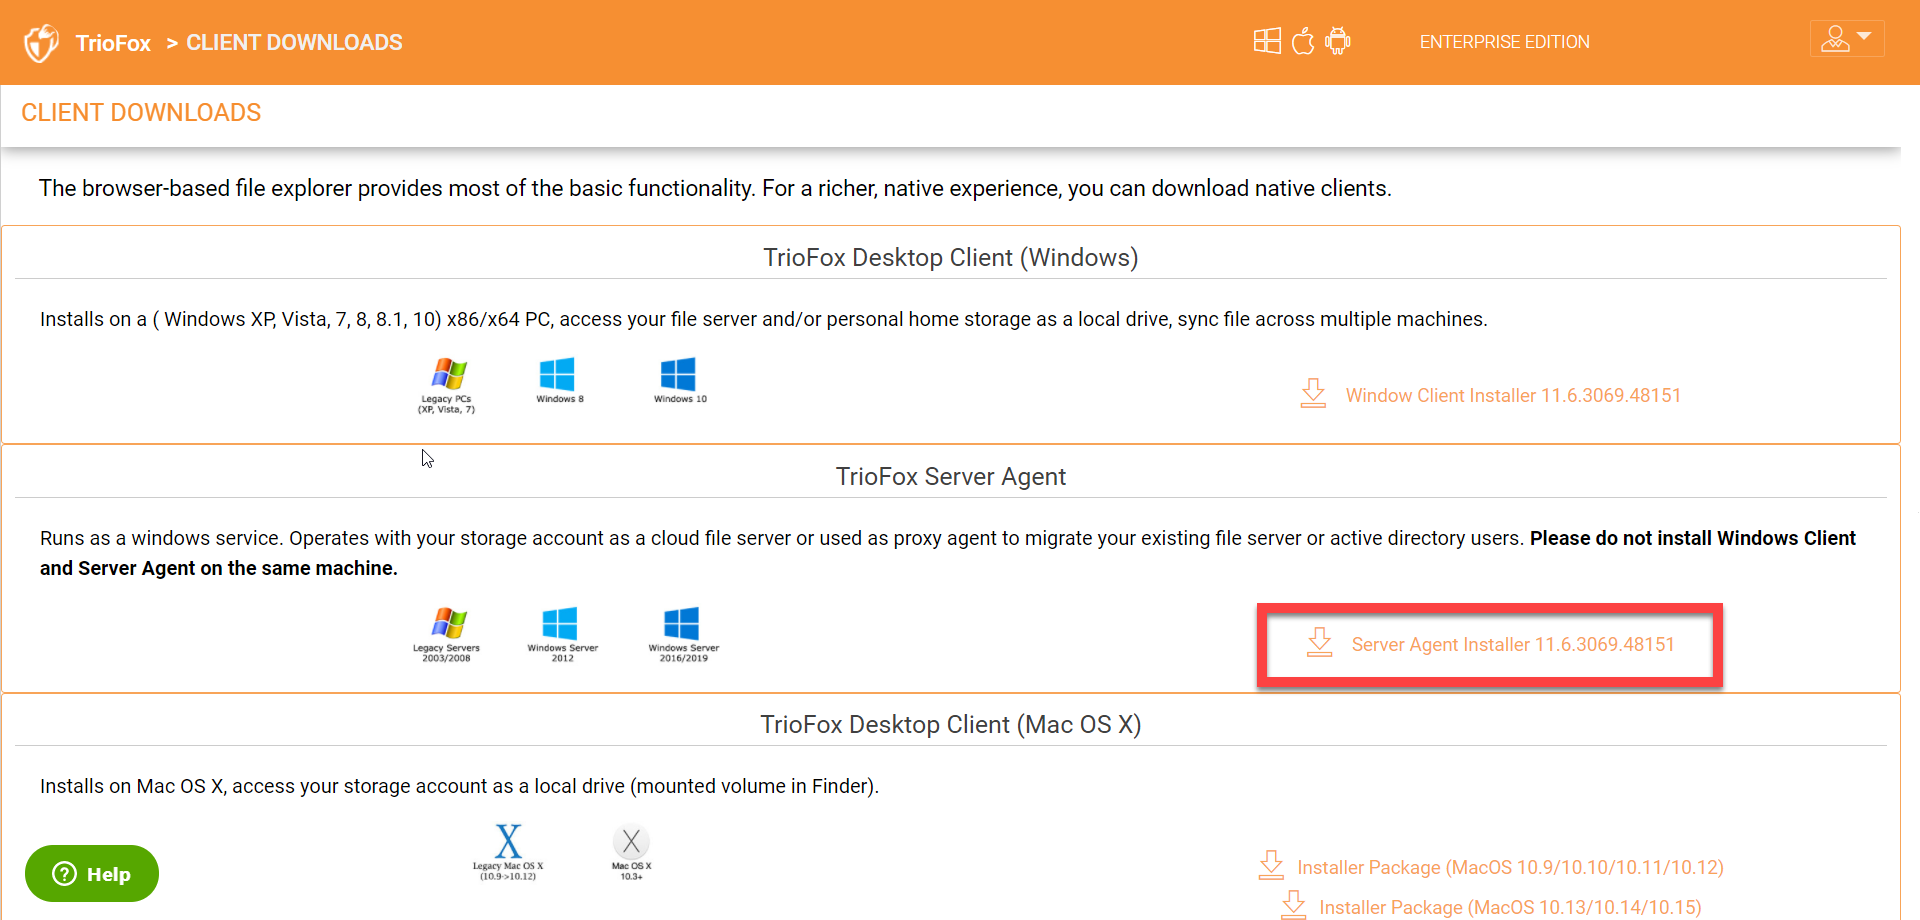 TrioFox > CLIENT DOWNLOADS
ENTERPRISE EDITION
CLIENT DOWNLOADS
The browser-based file explorer provides most of the basic functionality. For a richer, native experience, you can download native clients.
TrioFox Desktop Client (Windows)
Installs on a ( Windows XP, Vista, 7, 8, 8.1, 10) x86/x64 PC, access your file server and/or personal home storage as a local drive, sync file across multiple machines.
Legacy PCs
(XP, Vista, 7)
Windows 8
Windows 10
Window Client Installer 11.6.3069.48151
TrioFox Server Agent
Runs as a windows service. Operates with your storage account as a cloud file server or used as proxy agent to migrate your existing file server or active directory users. Please do not install Windows Client
and Server Agent on the same machine.
Legacy Servers
2003/2008
Windows Server
2012
Windows Server
2016/2019
Server Agent Installer 11.6.3069.48151
TrioFox Desktop Client (Mac OS X)
Installs on Mac OS X, access your storage account as a local drive (mounted volume in Finder).
Legacy Mac OS X
(10.9->10.12)
Mac OS X
10.3+
Installer Package (MacOS 10.9/10.10/10.11/10.12)
Installer Package (MacOS 10.13/10.14/10.15)
Help